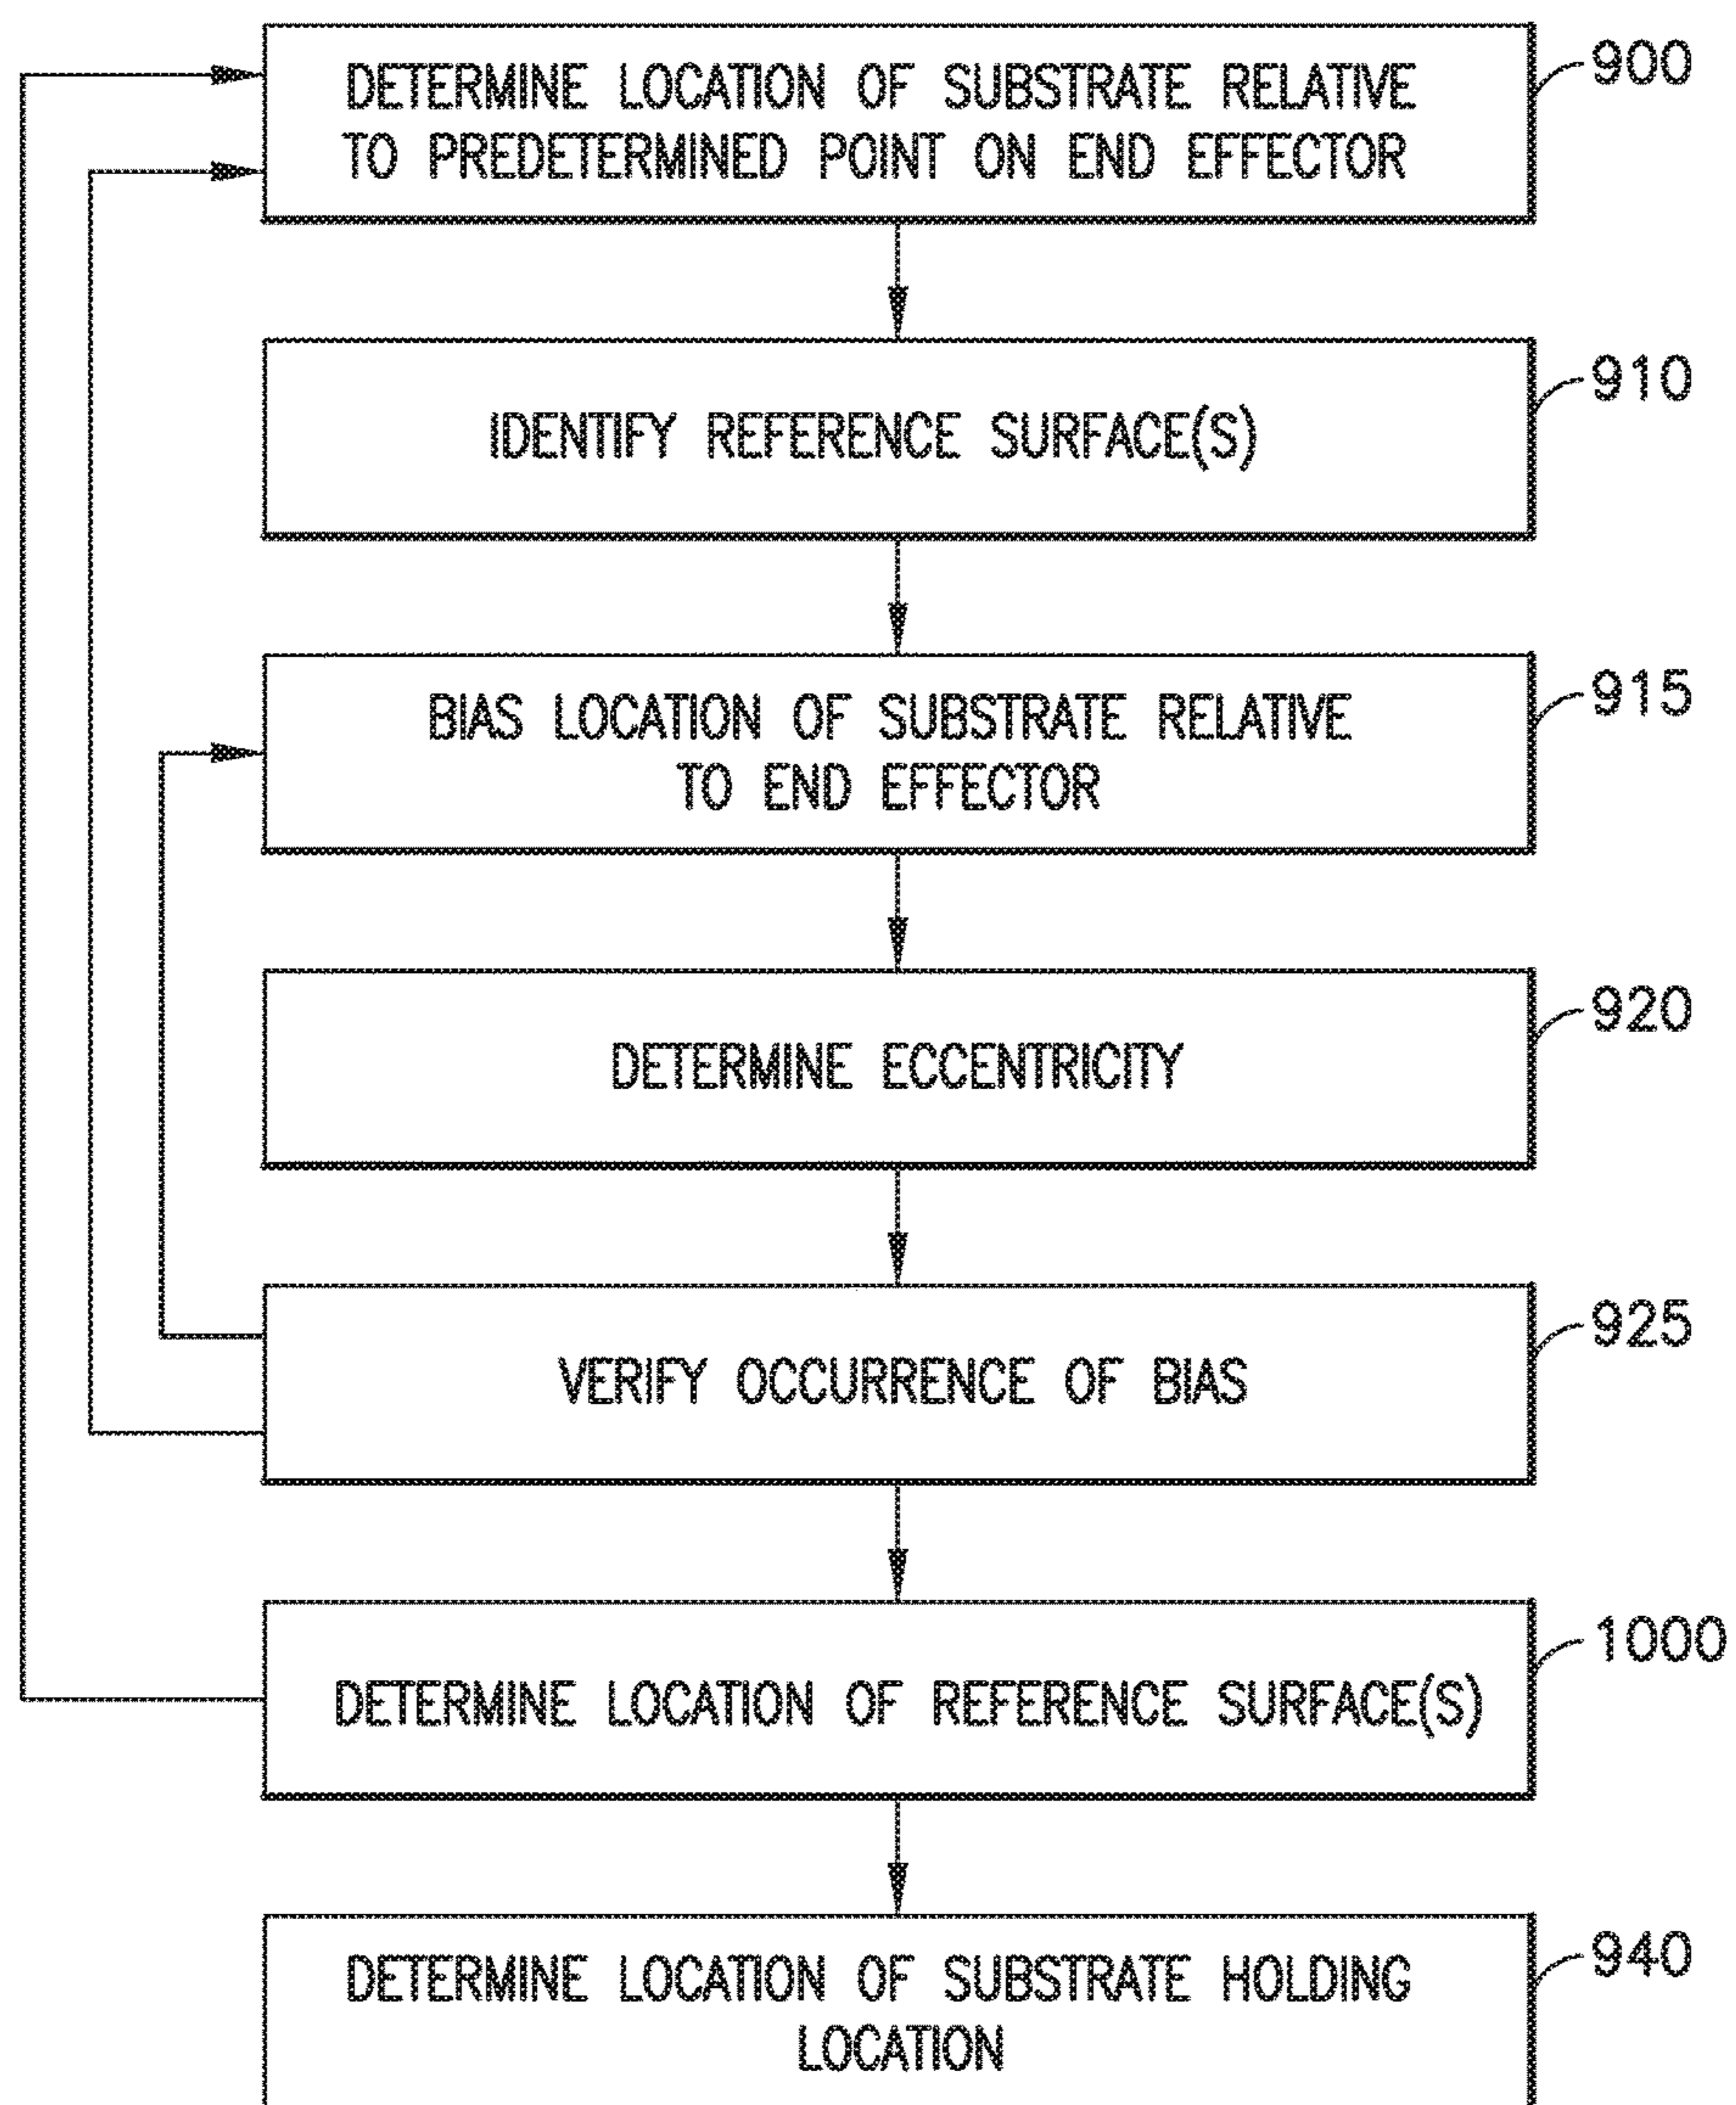 DETERMINE LOCATION OF SUBSTRATE RELATIVE
TO PREDETERMINED POINT ON END EFFECTOR
900
IDENTIFY REFERENCE SURFACE(S)
910
BIAS LOCATION OF SUBSTRATE RELATIVE
TO END EFFECTOR
915
DETERMINE ECCENTRICITY
920
VERIFY OCCURRENCE OF BIAS
925
DETERMINE LOCATION OF REFERENCE SURFACE(S)
1000
DETERMINE LOCATION OF SUBSTRATE HOLDING
LOCATION
940